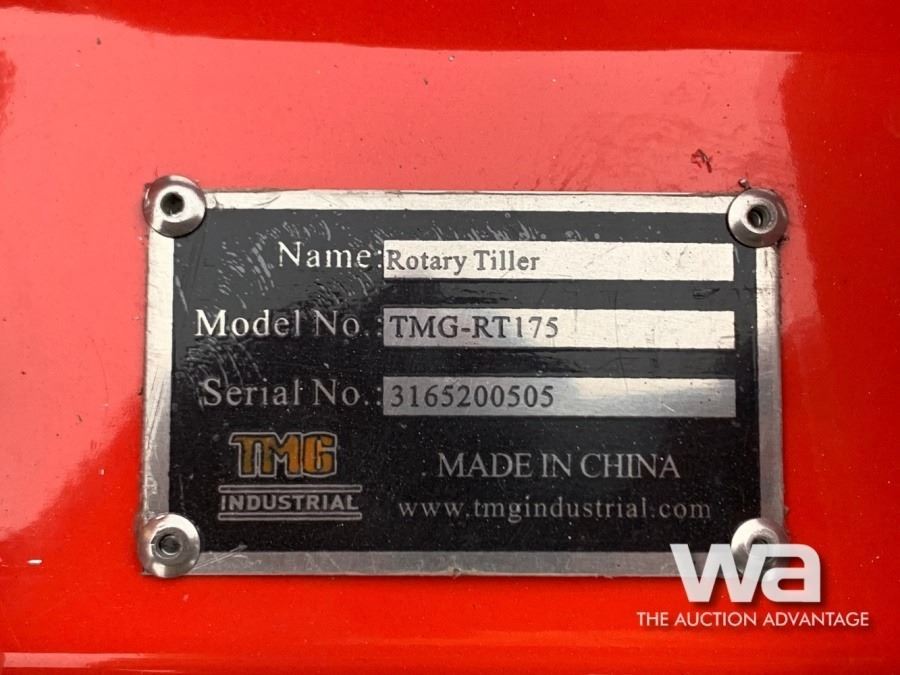 Name: Rotary Tiller
Model No.: TMG-RT175
Serial No.: 3165200505
TMG
INDUSTRIAL
MADE IN CHINA
www.tmgindustrial.com
wa
THE AUCTION ADVANTAGE